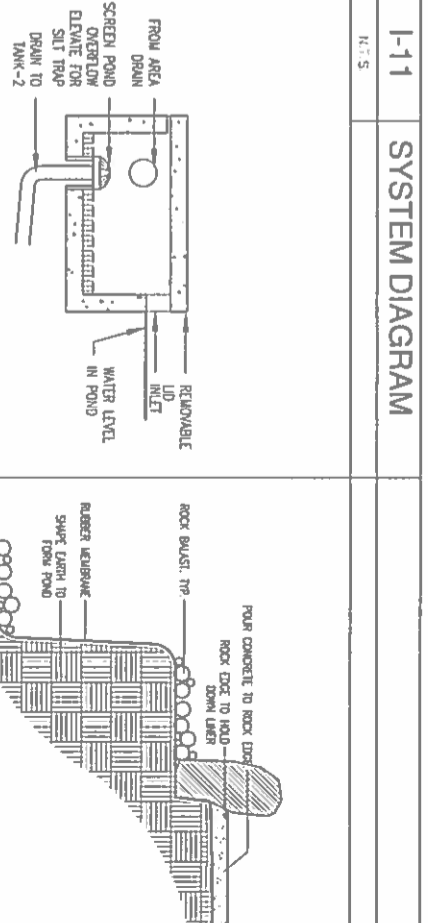 I-11
SYSTEM DIAGRAM
N.T.S
FROM AREA
DRAIN
SCREEN POND
OVERFLOW
ELEVATE FOR
SILT TRAP
DRAIN TO
TANK-2
REMOVABLE
LID
INLET
WATER LEVEL
IN POND
ROCK BALAST, TYP.
RUBBER MEMBRANE
SHAPE EARTH TO
FORM POND
POUR CONCRETE TO ROCK EDGE
ROCK EDGE TO HOLD
DOWN LINER